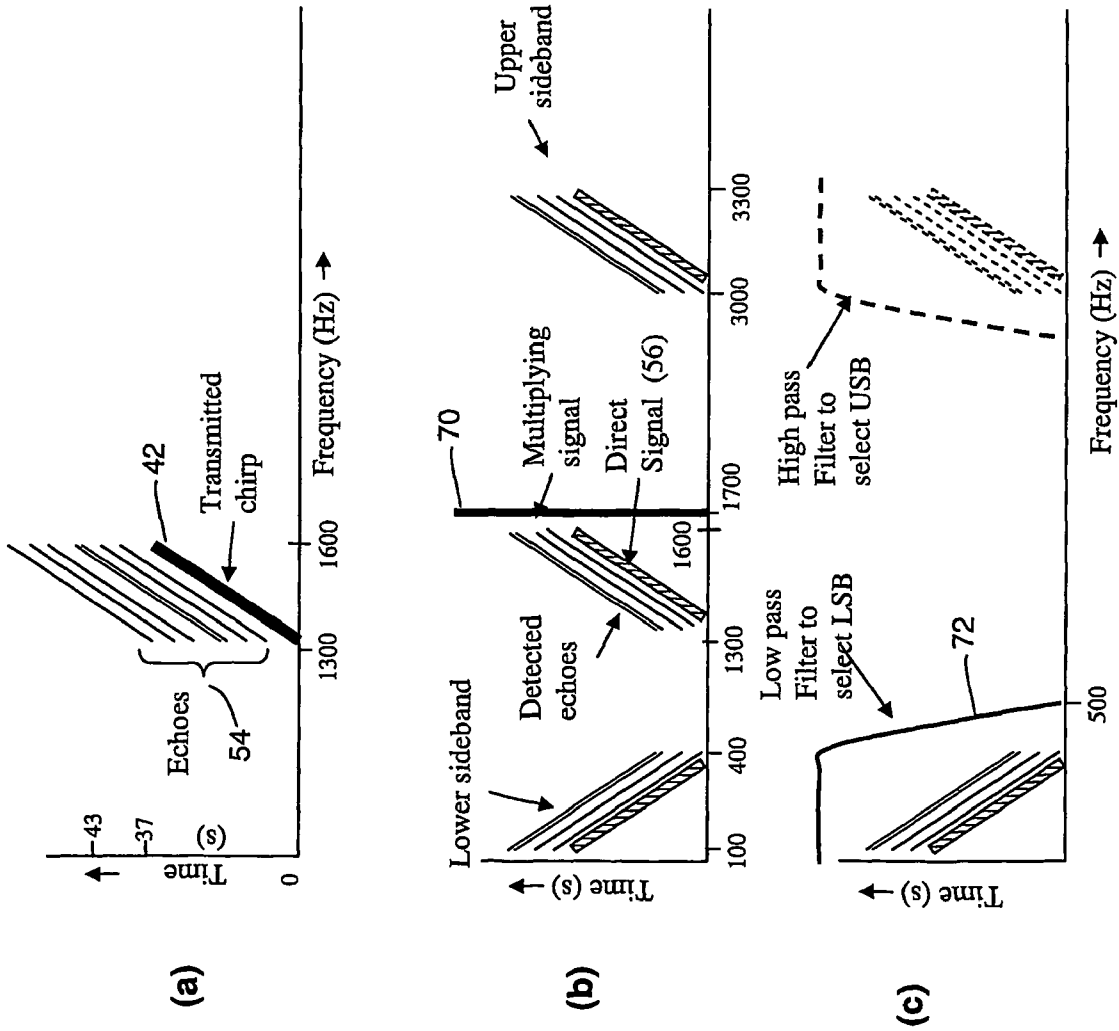 (a)
43
37
Time
(s)
0
Echoes
54
42
Transmitted
chirp
1300
1600
Frequency (Hz)
(b)
Time (s)
Lower sideband
Detected
echoes
70
Multiplying
signal
Direct
Signal (56)
Upper
sideband
100
400
1300
1600
1700
3000
3300
(c)
Time (s)
Low pass
Filter to
select LSB
72
High pass
Filter to
select USB
500
Frequency (Hz)